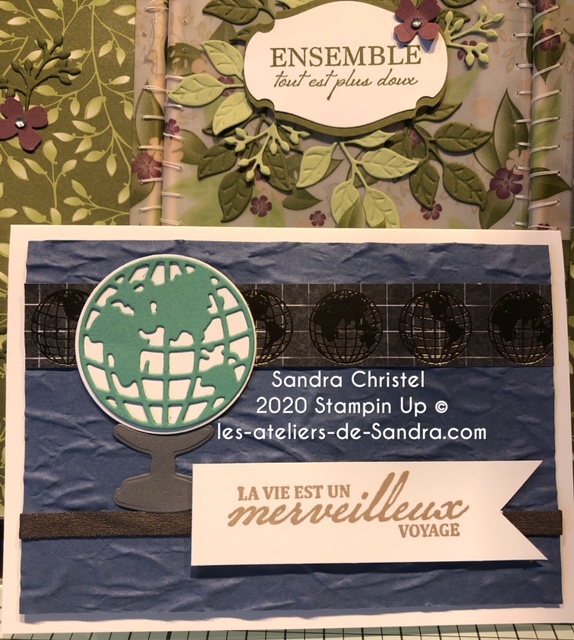 ENSEMBLE
tout est plus doux
Sandra Christel
2020 Stampin Up ©
les-ateliers-de-Sandra.com
LA VIE EST UN
merveilleux
VOYAGE